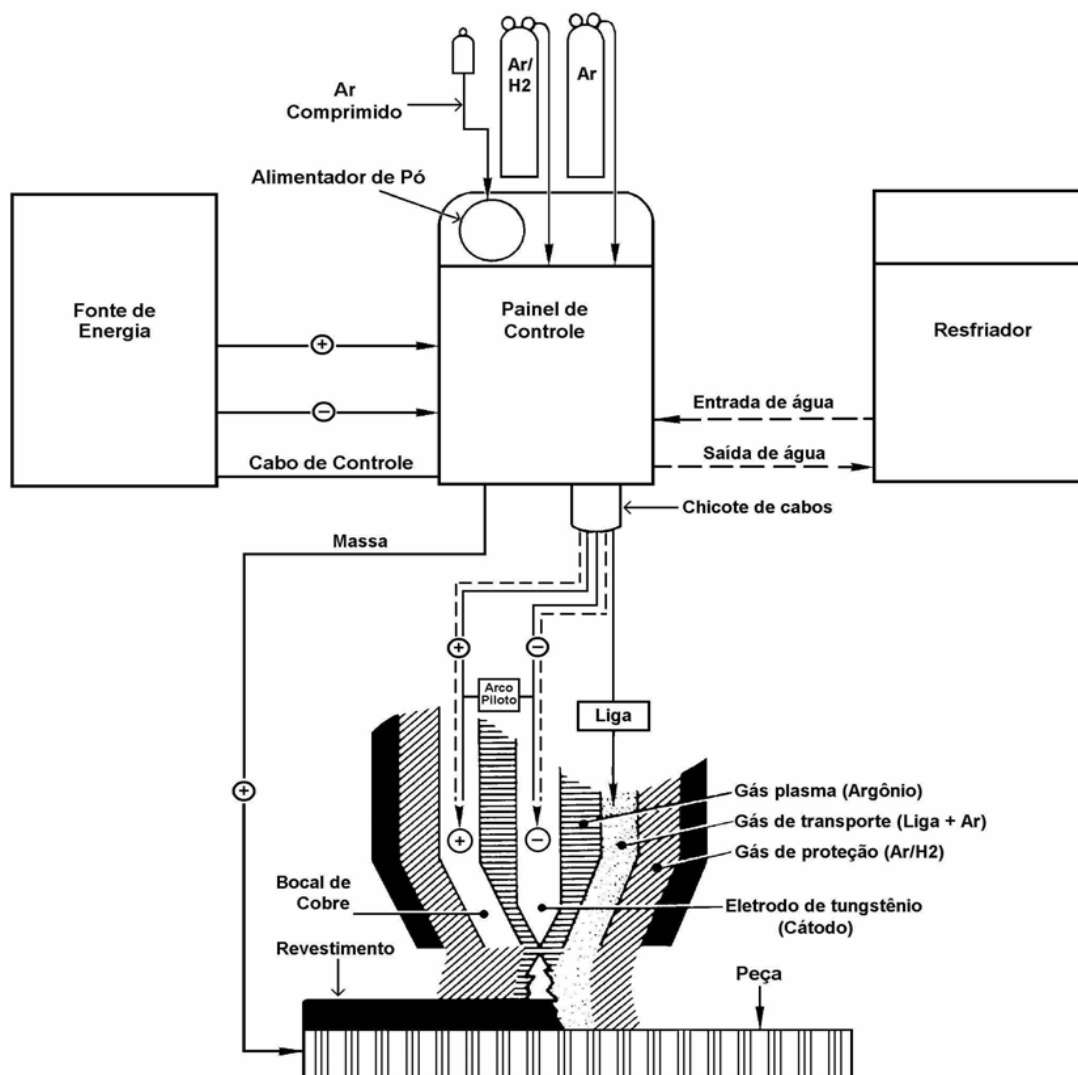 Ar/
H2
Ar
Ar
Comprimido
Alimentador de Pó
Fonte de
Energia
Painel de
Controle
Resfriador
+
−
Entrada de água
Saída de água
Cabo de Controle
Chicote de cabos
Massa
+
−
Arco
Piloto
Liga
+
Gás plasma (Argônio)
Gás de transporte (Liga + Ar)
Gás de proteção (Ar/H2)
+
−
Bocal de
Cobre
Eletrodo de tungstênio
(Cátodo)
Revestimento
Peça